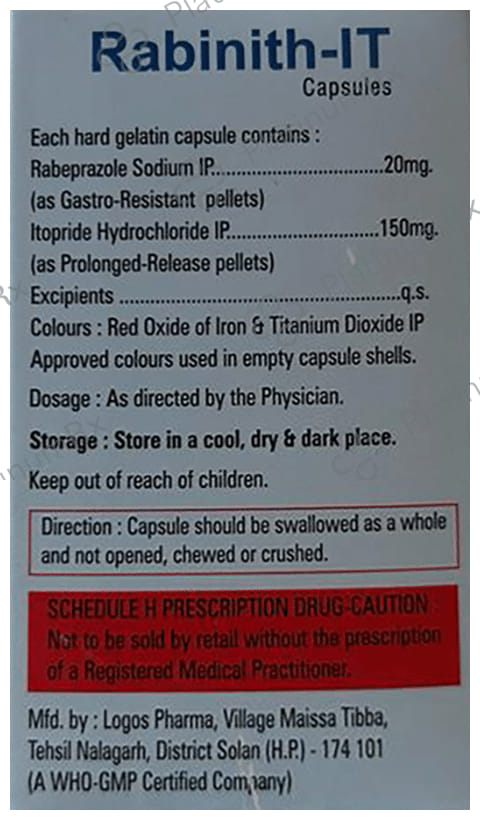 Rabinith-IT
Capsules
Each hard gelatin capsule contains :
Rabeprazole Sodium IP.................................20mg.
(as Gastro-Resistant pellets)
Itopride Hydrochloride IP.............................150mg.
(as Prolonged-Release pellets)
Excipients ......................................................q.s.
Colours : Red Oxide of Iron & Titanium Dioxide IP
Approved colours used in empty capsule shells.
Dosage : As directed by the Physician.
Storage : Store in a cool, dry & dark place.
Keep out of reach of children.
Direction : Capsule should be swallowed as a whole
and not opened, chewed or crushed.
SCHEDULE H PRESCRIPTION DRUG-CAUTION :
Not to be sold by retail without the prescription
of a Registered Medical Practitioner.
Mfd. by : Logos Pharma, Village Maissa Tibba,
Tehsil Nalagarh, District Solan (H.P.) - 174 101
(A WHO-GMP Certified Company)